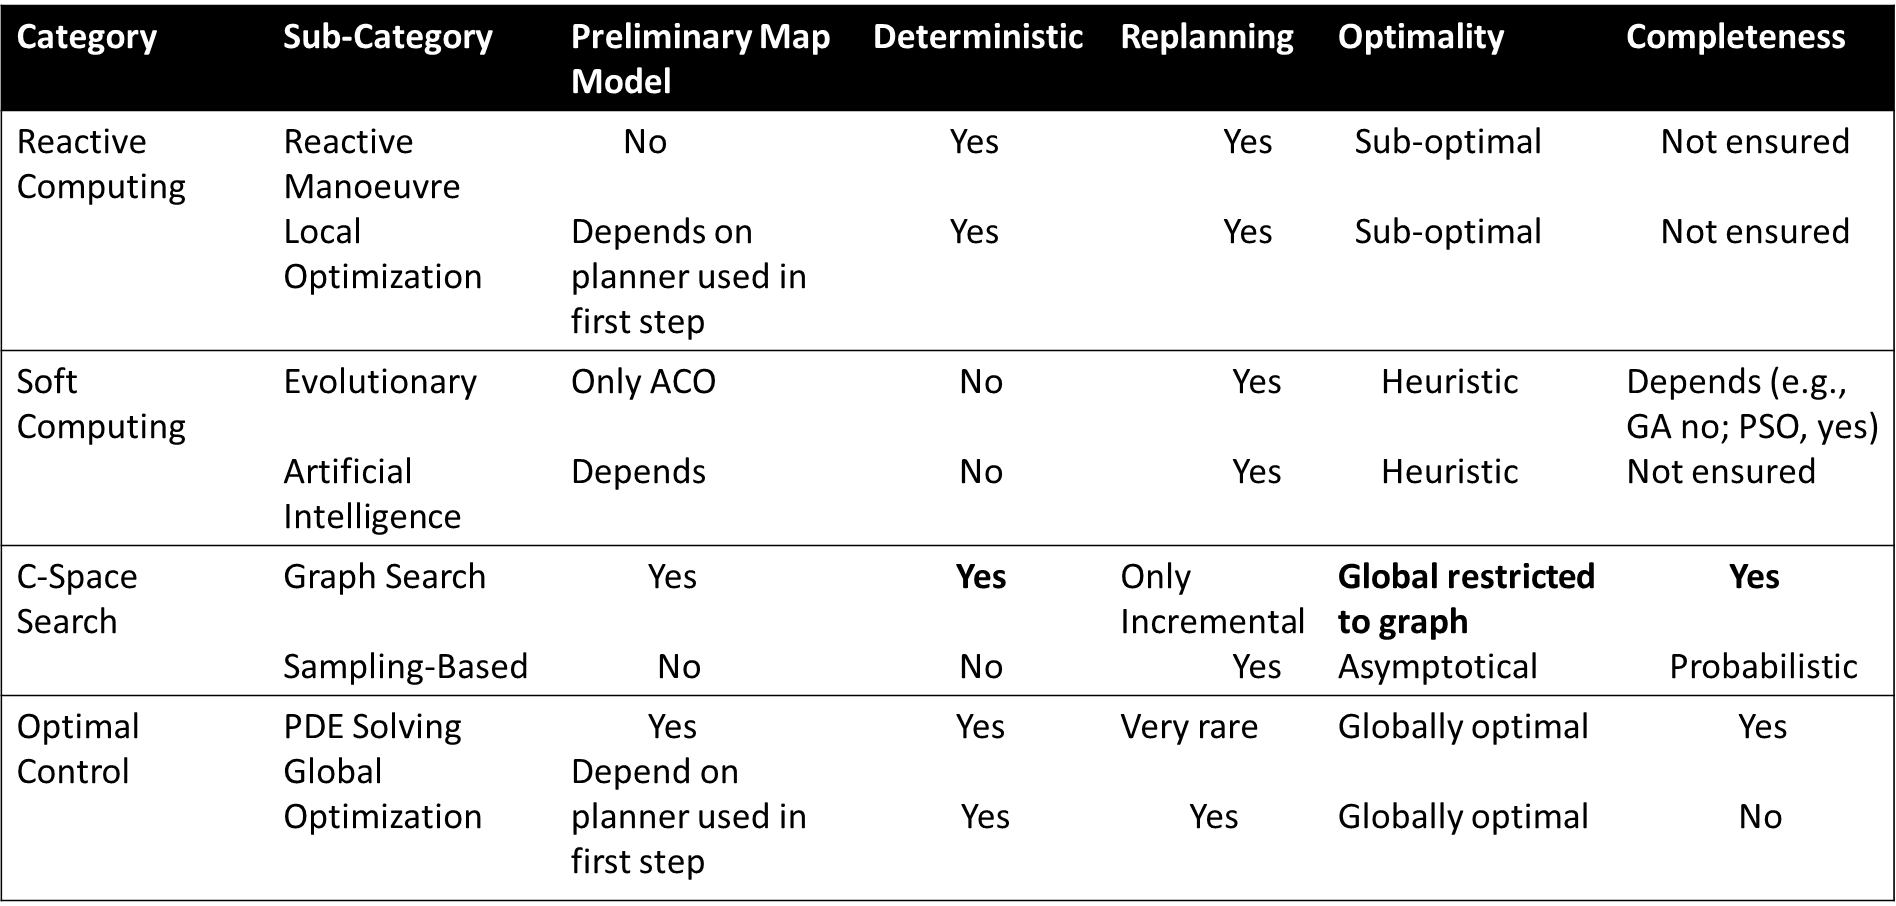 Category Sub-Category Preliminary Map Deterministic Replanning Optimality Completeness
Model
Reactive Reactive No Yes Yes Sub-optimal Not ensured
Computing Manoeuvre
Local Depends on Yes Yes Sub-optimal Not ensured
Optimization planner used in
first step
Soft Evolutionary Only ACO No Yes Heuristic Depends (e.g.,
Computing GA no; PSO, yes)
Artificial Depends No Yes Heuristic Not ensured
Intelligence
C-Space Graph Search Yes Yes Only Global restricted Yes
Search Incremental to graph
Sampling-Based No No Yes Asymptotical Probabilistic
Optimal PDE Solving Yes Yes Very rare Globally optimal Yes
Control Global Depend on
Optimization planner used in Yes Yes Globally optimal No
first step